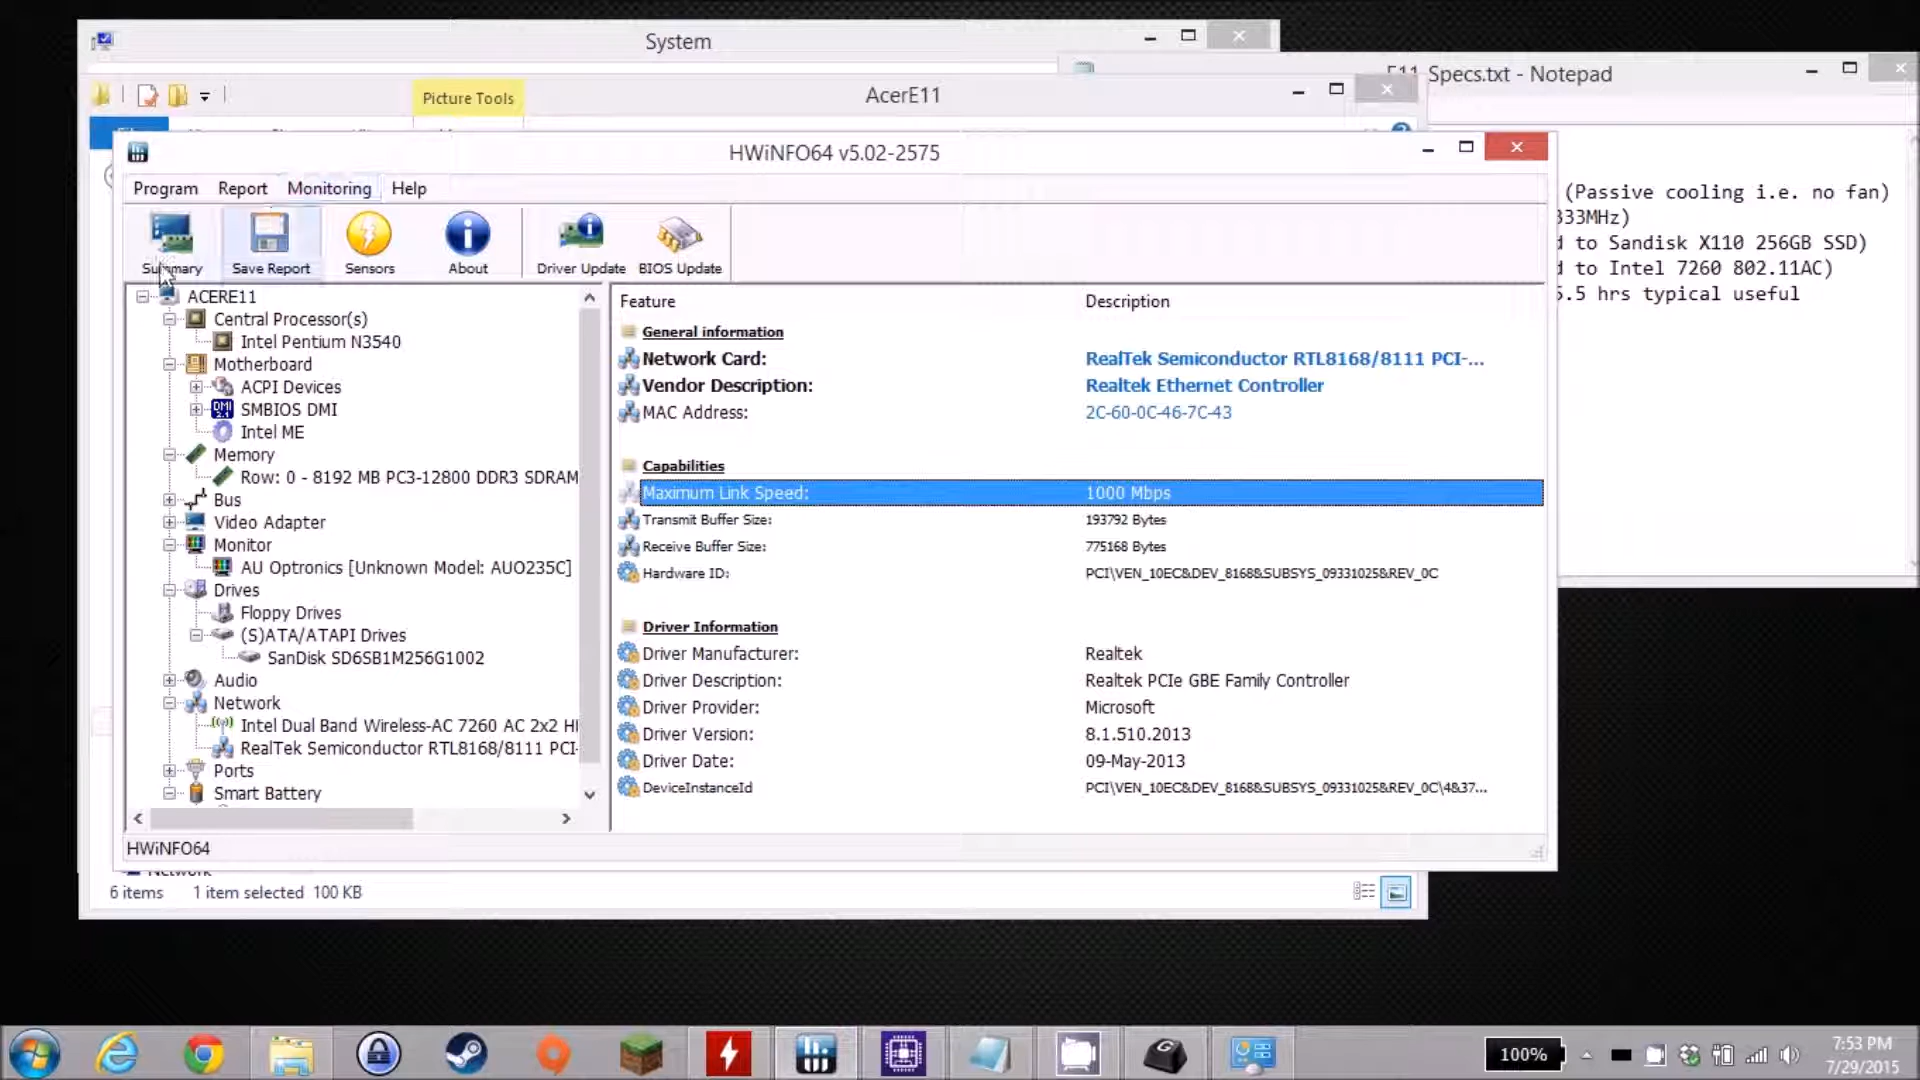 System
E11 Specs.txt - Notepad
Picture Tools
AcerE11
HWiNFO64 v5.02-2575
Program Report Monitoring Help
(Passive cooling i.e. no fan)
333MHz)
d to Sandisk X110 256GB SSD)
d to Intel 7260 802.11AC)
5.5 hrs typical useful
Summary Save Report Sensors About Driver Update BIOS Update
ACERE11
Central Processor(s)
Intel Pentium N3540
Motherboard
ACPI Devices
SMBIOS DMI
Intel ME
Memory
Row: 0 - 8192 MB PC3-12800 DDR3 SDRAM
Bus
Video Adapter
Monitor
AU Optronics [Unknown Model: AUO235C]
Drives
Floppy Drives
(S)ATA/ATAPI Drives
SanDisk SD6SB1M256G1002
Audio
Network
Intel Dual Band Wireless-AC 7260 AC 2x2 H
RealTek Semiconductor RTL8168/8111 PCI-
Ports
Smart Battery
Feature Description
General information
Network Card: RealTek Semiconductor RTL8168/8111 PCI-...
Vendor Description: Realtek Ethernet Controller
MAC Address: 2C-60-0C-46-7C-43
Capabilities
Maximum Link Speed: 1000 Mbps
Transmit Buffer Size: 193792 Bytes
Receive Buffer Size: 775168 Bytes
Hardware ID: PCI\VEN_10EC&DEV_8168&SUBSYS_09331025&REV_0C
Driver Information
Driver Manufacturer: Realtek
Driver Description: Realtek PCIe GBE Family Controller
Driver Provider: Microsoft
Driver Version: 8.1.510.2013
Driver Date: 09-May-2013
DeviceInstanceId PCI\VEN_10EC&DEV_8168&SUBSYS_09331025&REV_0C\4&37...
HWiNFO64
Network
6 items 1 item selected 100 KB
100%
7:53 PM
7/29/2015